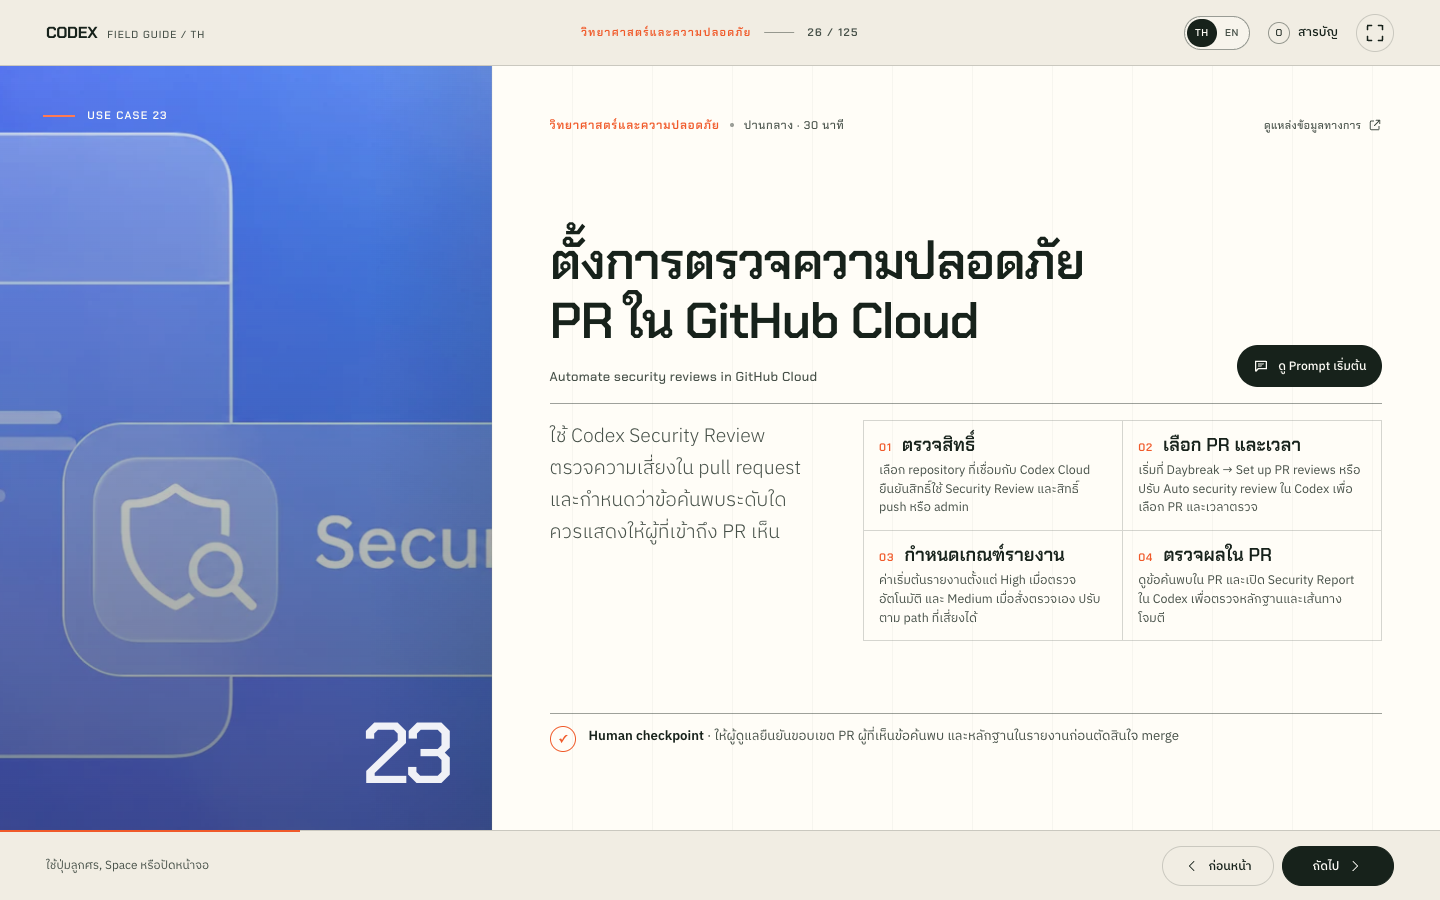 CODEX FIELD GUIDE / TH
วิทยาศาสตร์และความปลอดภัย 26 / 125
TH EN
0 สารบัญ
USE CASE 23
Secur
23
วิทยาศาสตร์และความปลอดภัย • ปานกลาง · 30 นาที
ดูแหล่งข้อมูลทางการ
ตั้งการตรวจความปลอดภัย
PR ใน GitHub Cloud
Automate security reviews in GitHub Cloud
ดู Prompt เริ่มต้น
ใช้ Codex Security Review
ตรวจความเสี่ยงใน pull request
และกำหนดว่าข้อค้นพบระดับใด
ควรแสดงให้ผู้ที่เข้าถึง PR เห็น
01 ตรวจสิทธิ์
เลือก repository ที่เชื่อมกับ Codex Cloud
ยืนยันสิทธิ์ใช้ Security Review และสิทธิ์
push หรือ admin
02 เลือก PR และเวลา
เริ่มที่ Daybreak → Set up PR reviews หรือ
ปรับ Auto security review ใน Codex เพื่อ
เลือก PR และเวลาตรวจ
03 กำหนดเกณฑ์รายงาน
ค่าเริ่มต้นรายงานตั้งแต่ High เมื่อตรวจ
อัตโนมัติ และ Medium เมื่อสั่งตรวจเอง ปรับ
ตาม path ที่เสี่ยงได้
04 ตรวจผลใน PR
ดูข้อค้นพบใน PR และเปิด Security Report
ใน Codex เพื่อตรวจหลักฐานและเส้นทาง
โจมตี
✓ Human checkpoint · ให้ผู้ดูแลยืนยันขอบเขต PR ผู้ที่เห็นข้อค้นพบ และหลักฐานในรายงานก่อนตัดสินใจ merge
ใช้ปุ่มลูกศร, Space หรือปัดหน้าจอ
ก่อนหน้า
ถัดไป